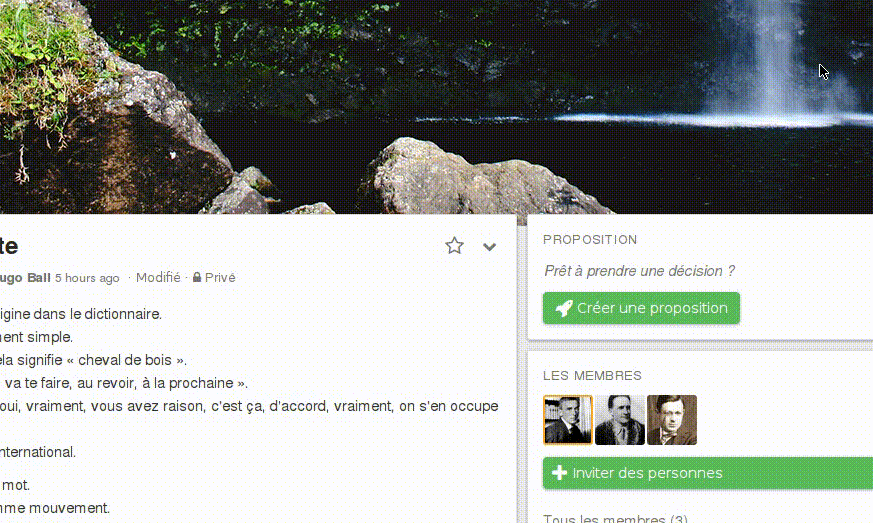 te
ugo Ball 5 hours ago · Modifié · Privé
igine dans le dictionnaire.
ent simple.
ela signifie « cheval de bois ».
va te faire, au revoir, à la prochaine ».
oui, vraiment, vous avez raison, c'est ça, d'accord, vraiment, on s'en occupe
nternational.
mot.
me mouvement.
PROPOSITION
Prêt à prendre une décision ?
Créer une proposition
LES MEMBRES
Inviter des personnes
Tous les membres (3)